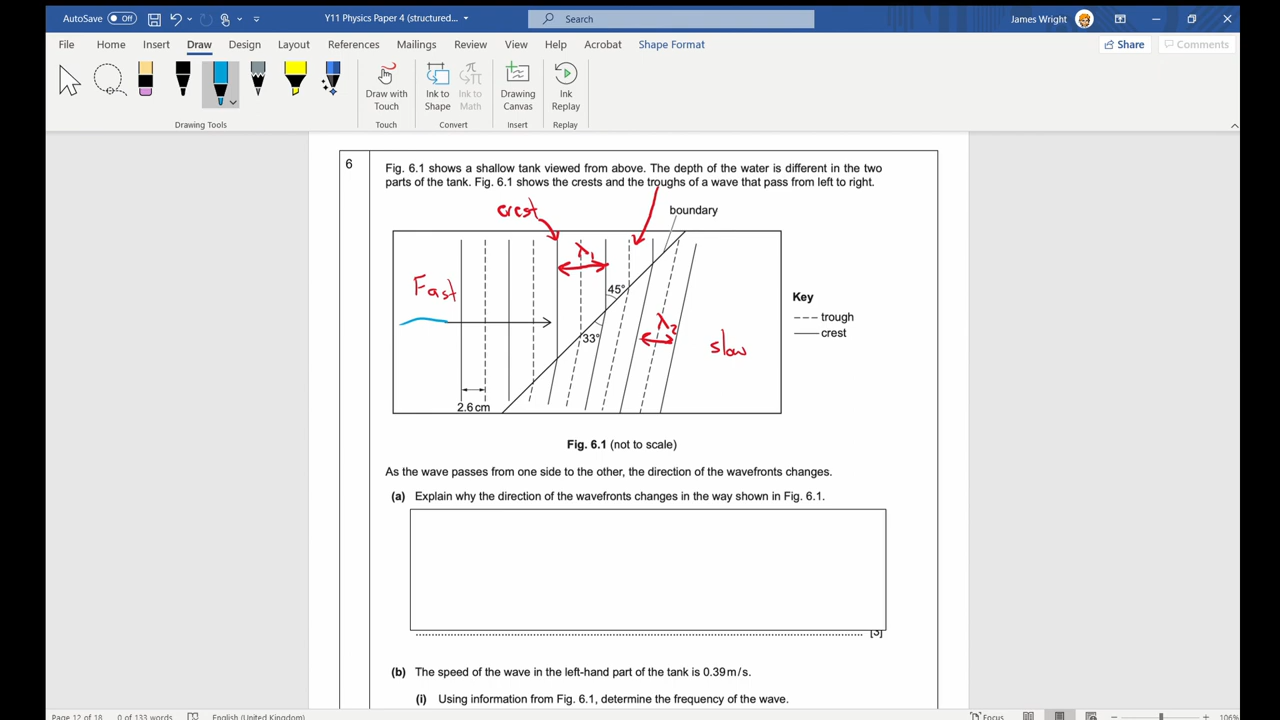 AutoSave Off
Y11 Physics Paper 4 (structured...
Search
James Wright
File Home Insert Draw Design Layout References Mailings Review View Help Acrobat Shape Format
Share Comments
Draw with Touch
Ink to Shape
Ink to Math
Drawing Canvas
Ink Replay
Drawing Tools Touch Convert Insert Replay
6
Fig. 6.1 shows a shallow tank viewed from above. The depth of the water is different in the two
parts of the tank. Fig. 6.1 shows the crests and the troughs of a wave that pass from left to right.
crest
boundary
λ1
Fast
45°
Key
trough
crest
λ2
33°
slow
2.6 cm
Fig. 6.1 (not to scale)
As the wave passes from one side to the other, the direction of the wavefronts changes.
(a) Explain why the direction of the wavefronts changes in the way shown in Fig. 6.1.
[3]
(b) The speed of the wave in the left-hand part of the tank is 0.39 m/s.
(i) Using information from Fig. 6.1, determine the frequency of the wave.
Page 12 of 18 0 of 133 words English (United Kingdom) Focus 106%